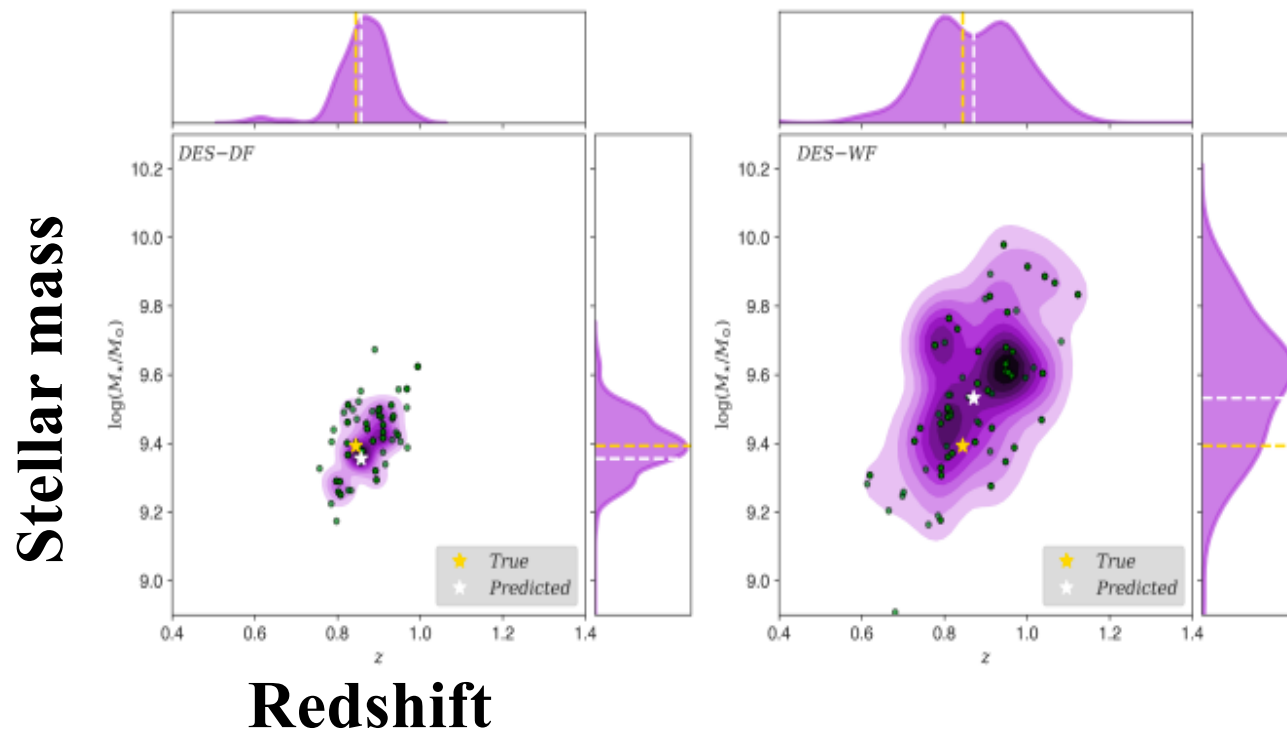 Stellar mass
log(M⋆/M⊙)
10.2
10.0
9.8
9.6
9.4
9.2
9.0
DES−DF
True
Predicted
0.4 0.6 0.8 1.0 1.2 1.4
z
log(M⋆/M⊙)
10.2
10.0
9.8
9.6
9.4
9.2
9.0
DES−WF
True
Predicted
0.4 0.6 0.8 1.0 1.2 1.4
z
Redshift